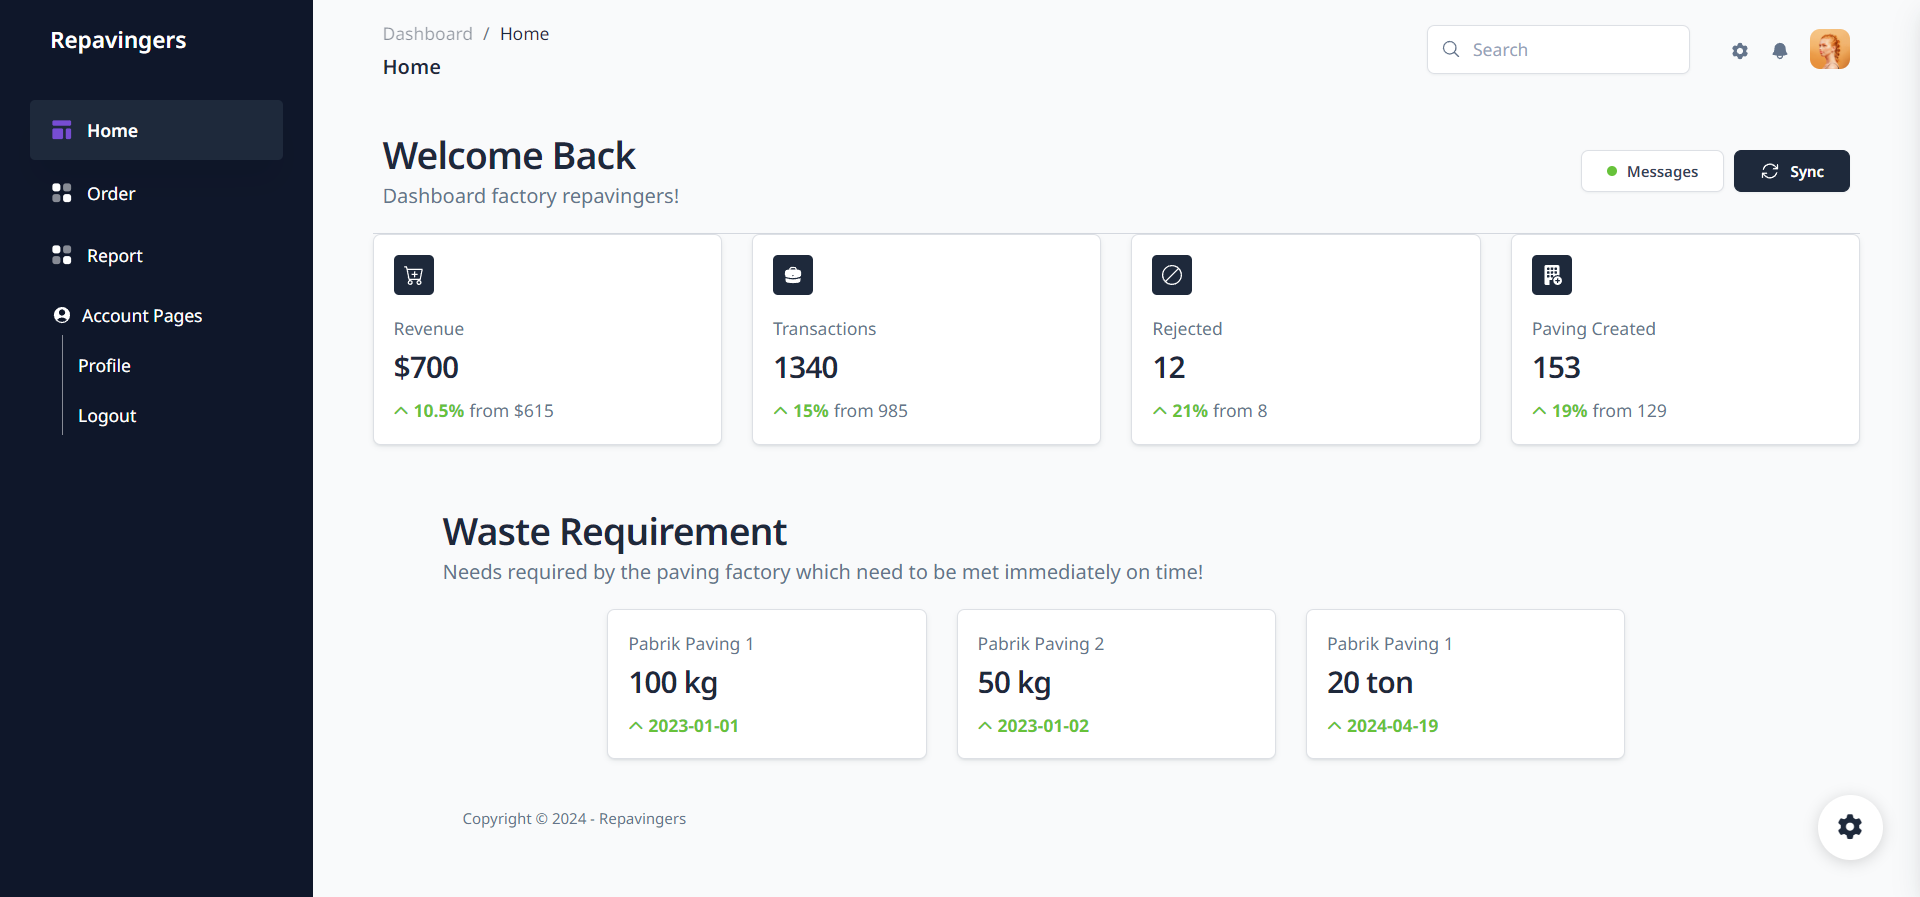 Repavingers
Home
Order
Report
Account Pages
Profile
Logout
Dashboard / Home
Home
Search
Welcome Back
Dashboard factory repavingers!
Messages
Sync
Revenue
$700
10.5% from $615
Transactions
1340
15% from 985
Rejected
12
21% from 8
Paving Created
153
19% from 129
Waste Requirement
Needs required by the paving factory which need to be met immediately on time!
Pabrik Paving 1
100 kg
2023-01-01
Pabrik Paving 2
50 kg
2023-01-02
Pabrik Paving 1
20 ton
2024-04-19
Copyright © 2024 - Repavingers